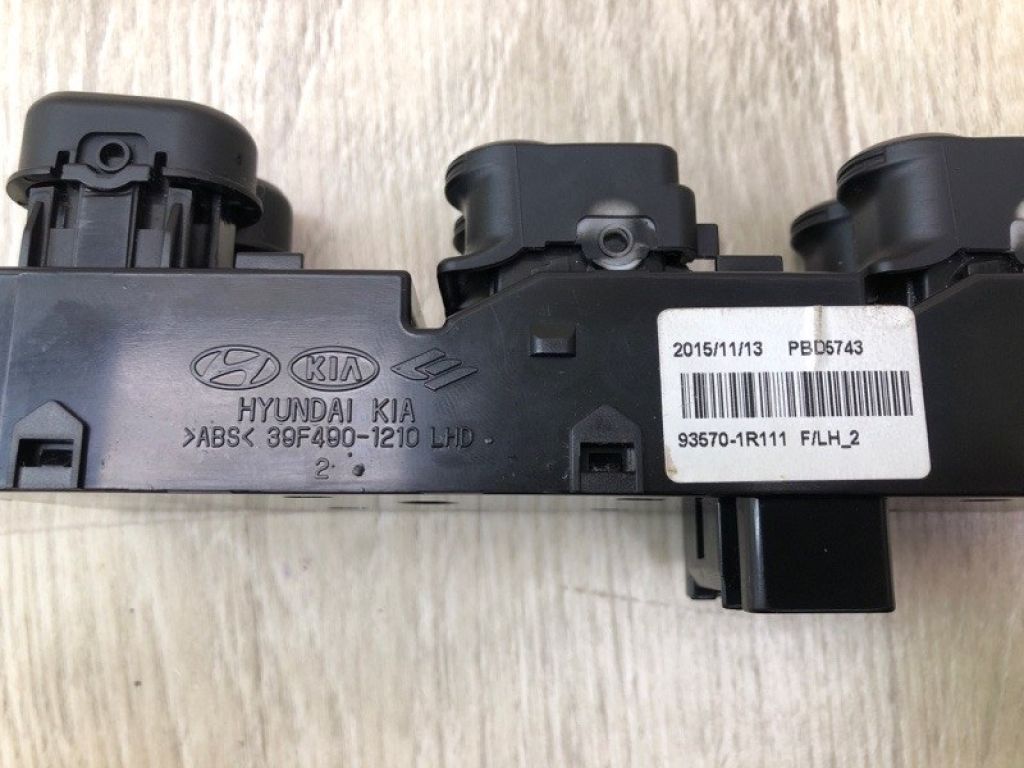 KIA
HYUNDAI KIA
>ABS< 39F490-1210 LHD
2
2015/11/13 PBD5743
93570-1R111 F/LH_2